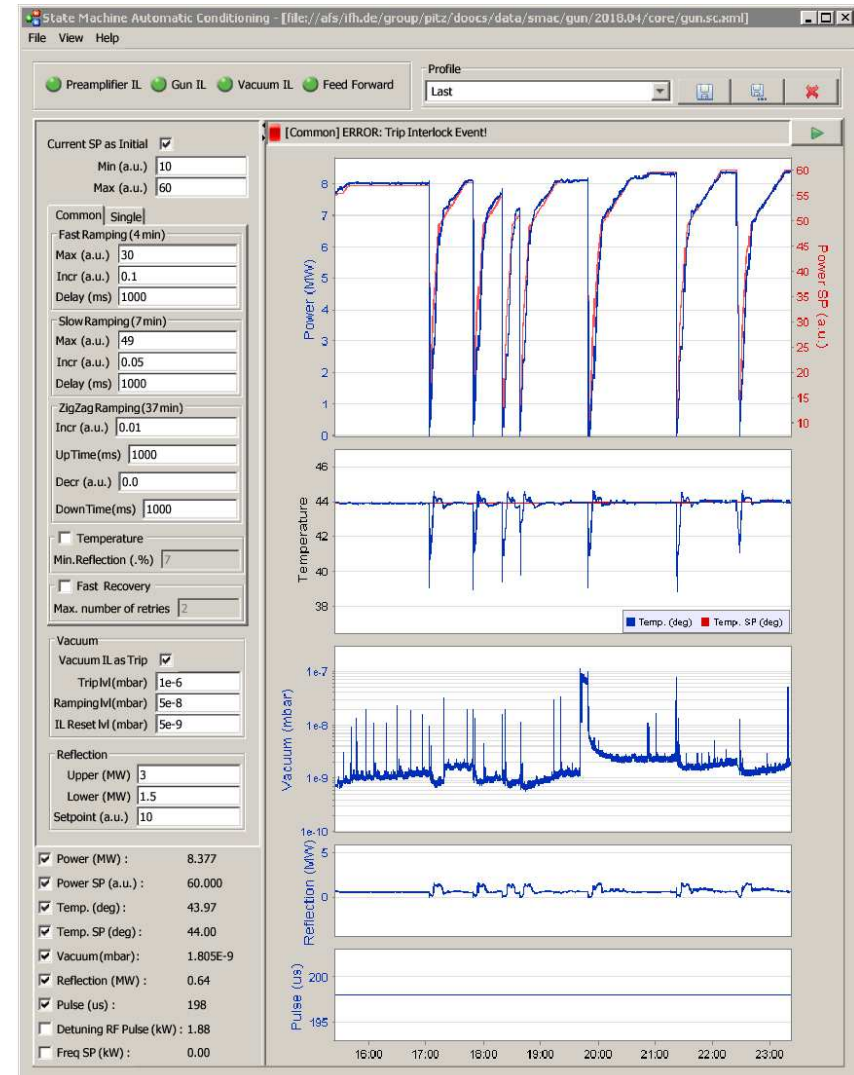 State Machine Automatic Conditioning - [file://afs/ifh.de/group/pitz/doocs/data/smac/gun/2018.04/core/gun.sc.xml]
File View Help
Preamplifier IL Gun IL Vacuum IL Feed Forward
Profile
Last
Current SP as Initial
Min (a.u.) 10
Max (a.u.) 60
Common Single
Fast Ramping (4 min)
Max (a.u.) 30
Incr (a.u.) 0.1
Delay (ms) 1000
Slow Ramping (7 min)
Max (a.u.) 49
Incr (a.u.) 0.05
Delay (ms) 1000
ZigZag Ramping (37 min)
Incr (a.u.) 0.01
Up Time (ms) 1000
Decr (a.u.) 0.0
Down Time (ms) 1000
Temperature
Min.Reflection (.%) 7
Fast Recovery
Max. number of retries 2
Vacuum
Vacuum IL as Trip
Trip lvl (mbar) 1e-6
Ramping lvl (mbar) 5e-8
IL Reset lvl (mbar) 5e-9
Reflection
Upper (MW) 3
Lower (MW) 1.5
Setpoint (a.u.) 10
Power (MW) : 8.377
Power SP (a.u.) : 60.000
Temp. (deg) : 43.97
Temp. SP (deg) : 44.00
Vacuum (mbar): 1.805E-9
Reflection (MW) : 0.64
Pulse (us) : 198
Detuning RF Pulse (kW) : 1.88
Freq SP (kW) : 0.00
[Common] ERROR: Trip Interlock Event!
Power (MW)
8
7
6
5
4
3
2
1
0
Power SP (a.u.)
60
55
50
45
40
35
30
25
20
15
10
Temperature
46
44
42
40
38
Temp. (deg) Temp. SP (deg)
Vacuum (mbar)
1e-7
1e-8
1e-9
1e-10
Reflection (MW)
5
0
Pulse (us)
200
195
16:00 17:00 18:00 19:00 20:00 21:00 22:00 23:00